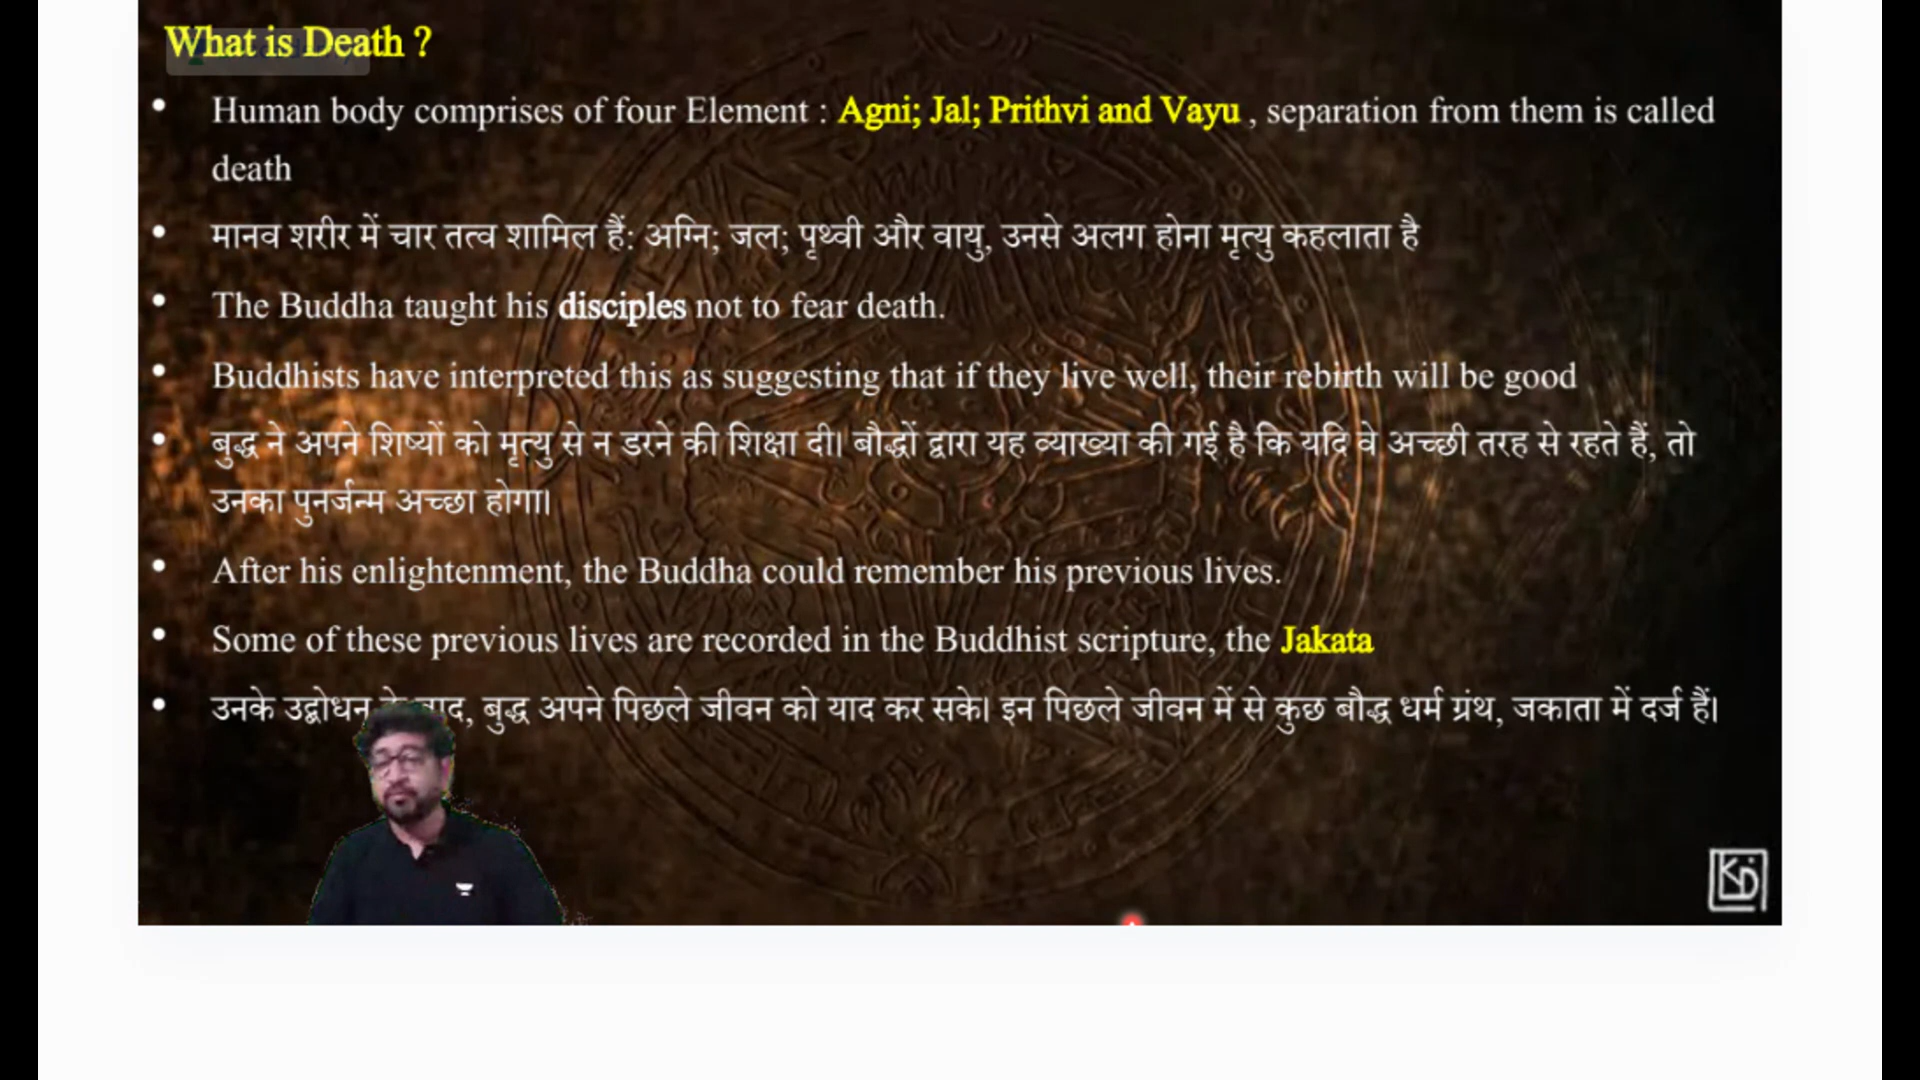 What is Death ?
• Human body comprises of four Element : Agni; Jal; Prithvi and Vayu , separation from them is called
death
• मानव शरीर में चार तत्व शामिल हैं: अग्नि; जल; पृथ्वी और वायु, उनसे अलग होना मृत्यु कहलाता है
• The Buddha taught his disciples not to fear death.
• Buddhists have interpreted this as suggesting that if they live well, their rebirth will be good
• बुद्ध ने अपने शिष्यों को मृत्यु से न डरने की शिक्षा दी। बौद्धों द्वारा यह व्याख्या की गई है कि यदि वे अच्छी तरह से रहते हैं, तो
उनका पुनर्जन्म अच्छा होगा।
• After his enlightenment, the Buddha could remember his previous lives.
• Some of these previous lives are recorded in the Buddhist scripture, the Jakata
• उनके उद्बोधन बाद, बुद्ध अपने पिछले जीवन को याद कर सके। इन पिछले जीवन में से कुछ बौद्ध धर्म ग्रंथ, जकाता में दर्ज हैं।
KD